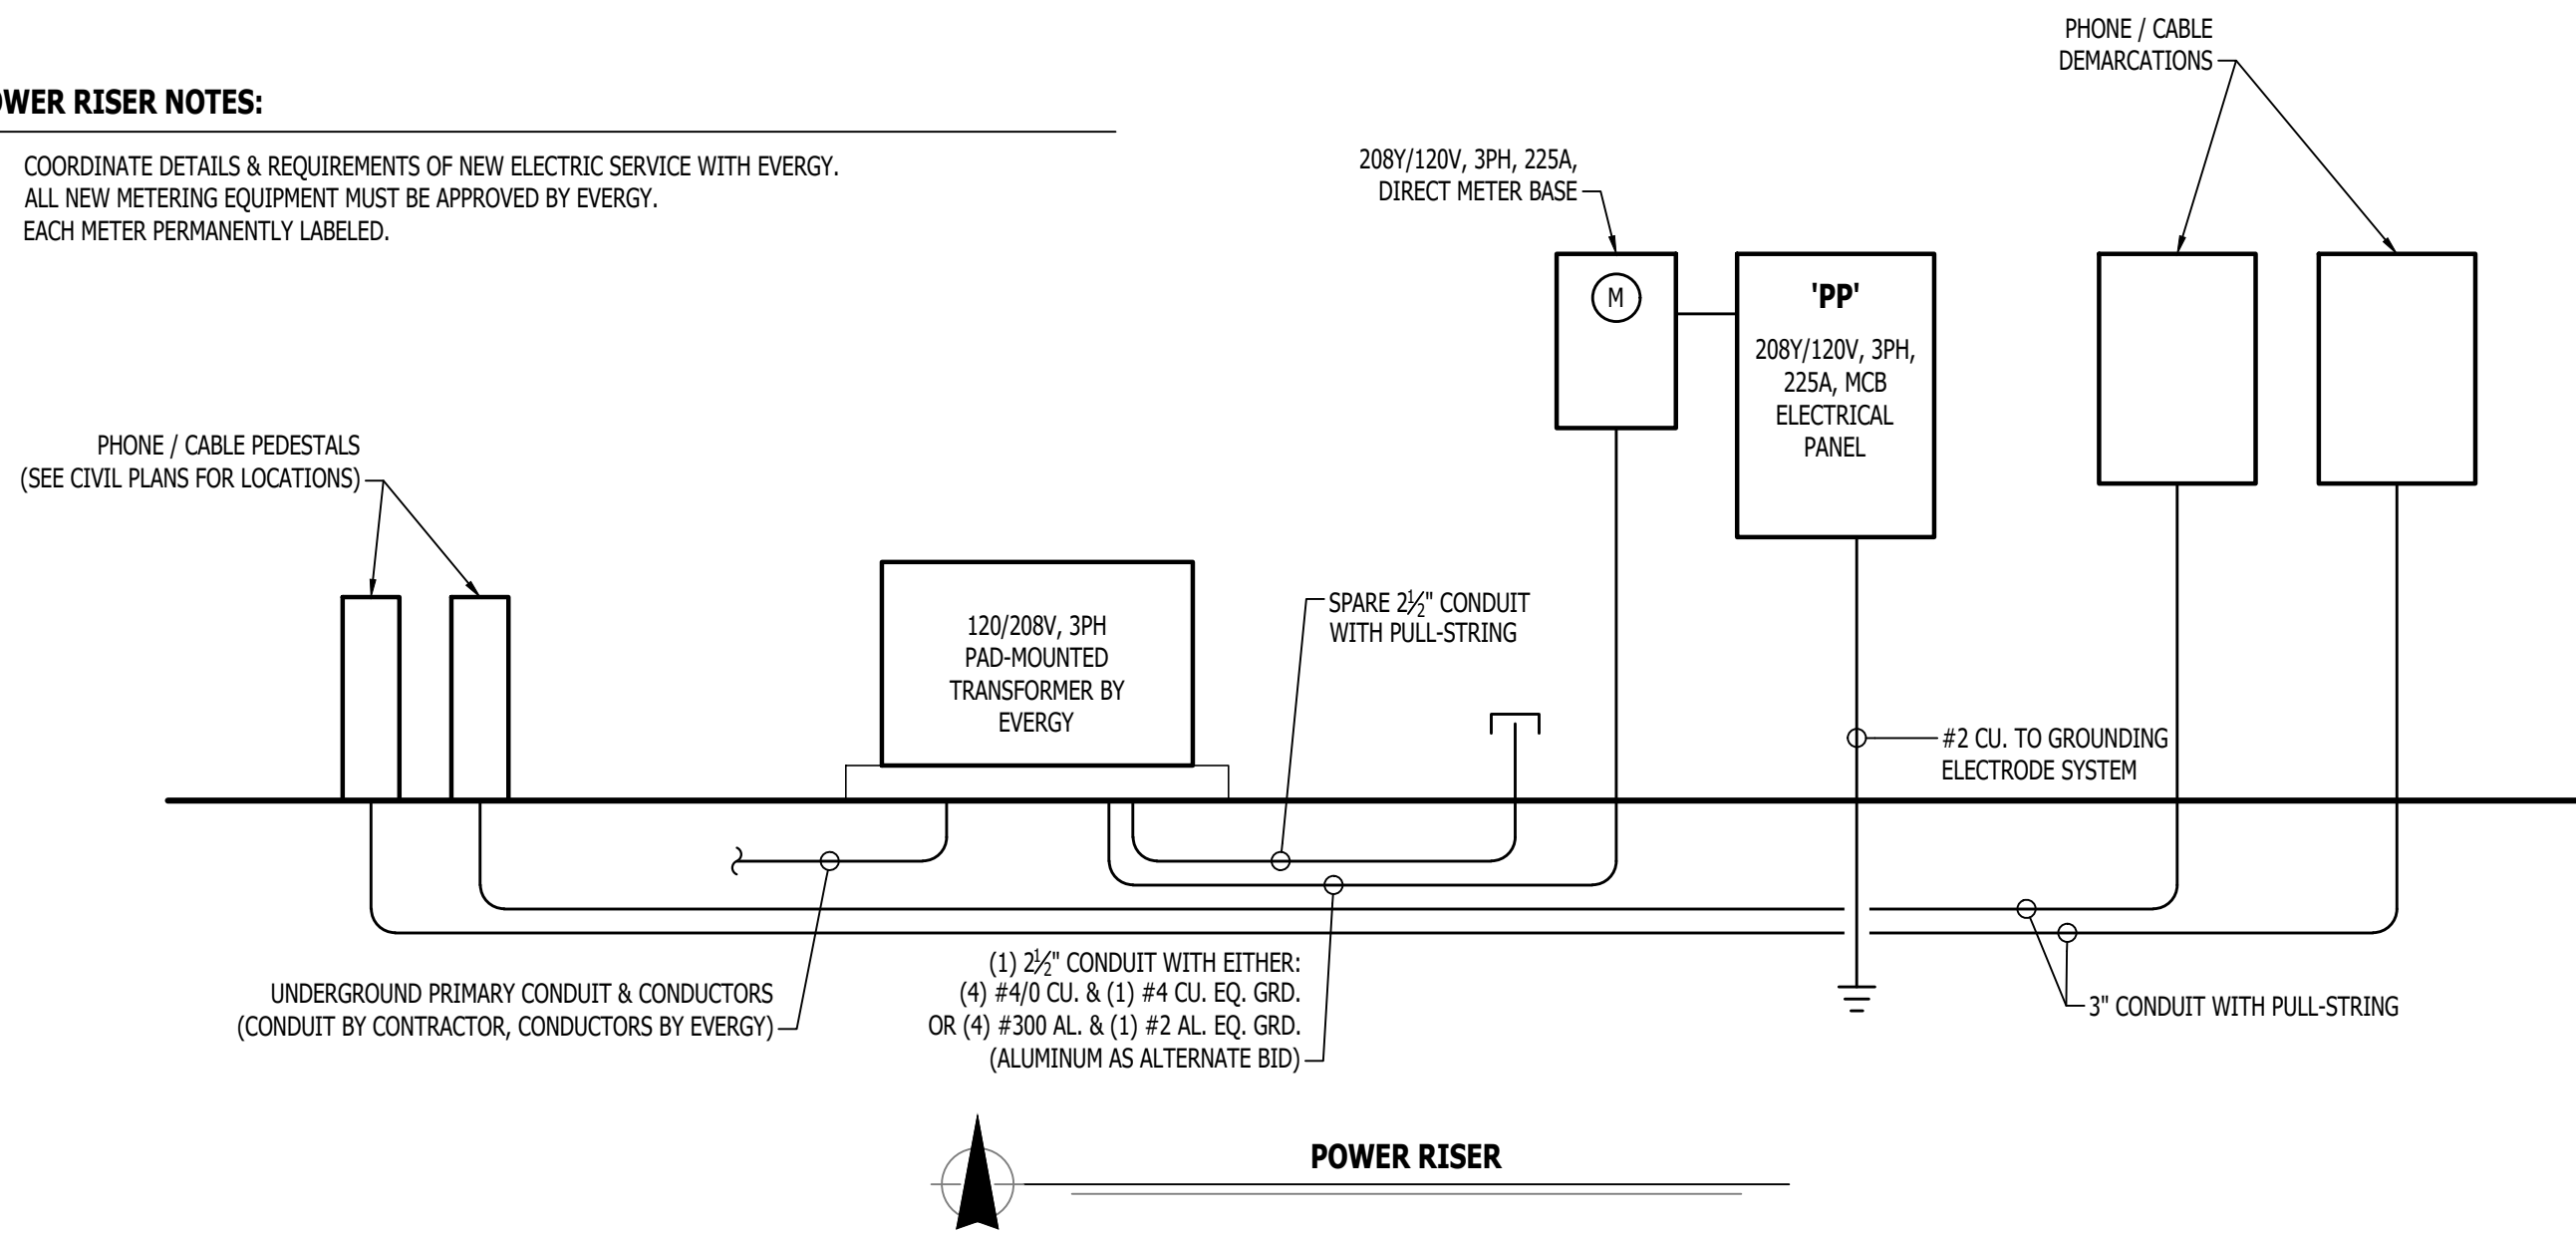 PHONE / CABLE
DEMARCATIONS
OWER RISER NOTES:
COORDINATE DETAILS & REQUIREMENTS OF NEW ELECTRIC SERVICE WITH EVERGY.
ALL NEW METERING EQUIPMENT MUST BE APPROVED BY EVERGY.
EACH METER PERMANENTLY LABELED.
208Y/120V, 3PH, 225A,
DIRECT METER BASE
M
'PP'
208Y/120V, 3PH,
225A, MCB
ELECTRICAL
PANEL
PHONE / CABLE PEDESTALS
(SEE CIVIL PLANS FOR LOCATIONS)
120/208V, 3PH
PAD-MOUNTED
TRANSFORMER BY
EVERGY
SPARE 2½" CONDUIT
WITH PULL-STRING
#2 CU. TO GROUNDING
ELECTRODE SYSTEM
UNDERGROUND PRIMARY CONDUIT & CONDUCTORS
(CONDUIT BY CONTRACTOR, CONDUCTORS BY EVERGY)
(1) 2½" CONDUIT WITH EITHER:
(4) #4/0 CU. & (1) #4 CU. EQ. GRD.
OR (4) #300 AL. & (1) #2 AL. EQ. GRD.
(ALUMINUM AS ALTERNATE BID)
3" CONDUIT WITH PULL-STRING
POWER RISER